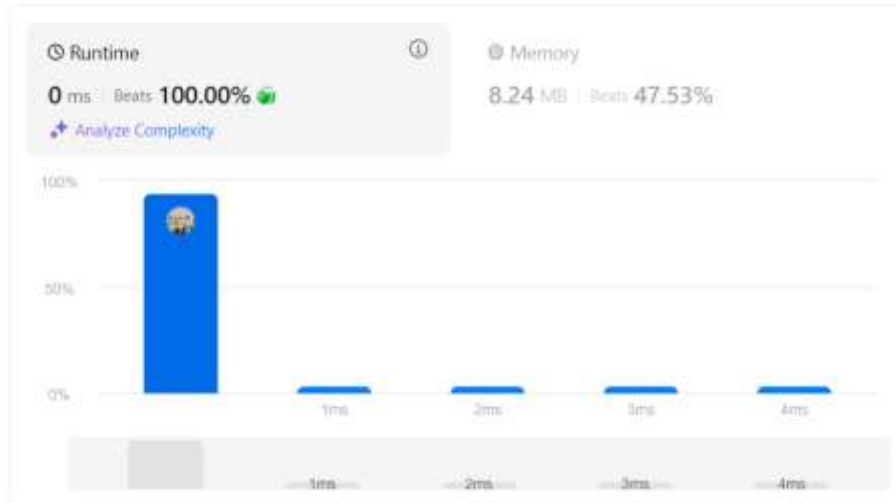 Runtime
0 ms | Beats 100.00%
Analyze Complexity
Memory
8.24 MB | Beats 47.53%
100%
50%
0%
1ms 2ms 3ms 4ms
1ms 2ms 3ms 4ms